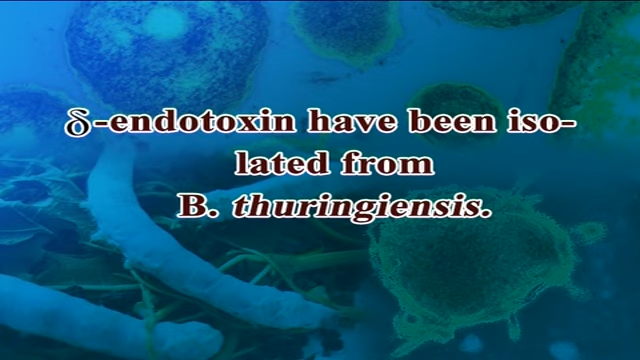 δ-endotoxin have been iso-
lated from
B. thuringiensis.